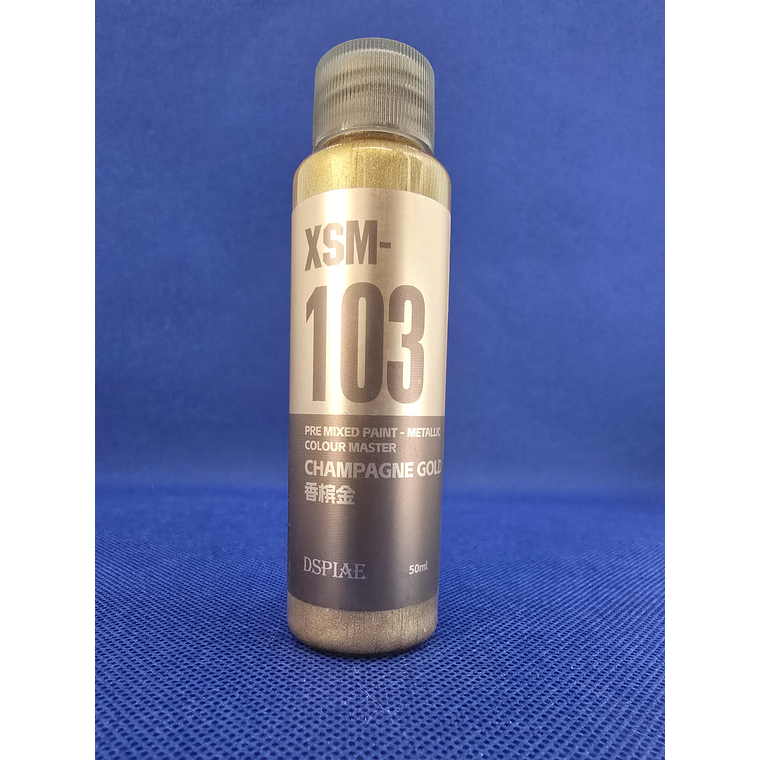 XSM-
103
PRE MIXED PAINT - METALLIC
COLOUR MASTER
CHAMPAGNE GOLD
香槟金
DSPIAE 50ml